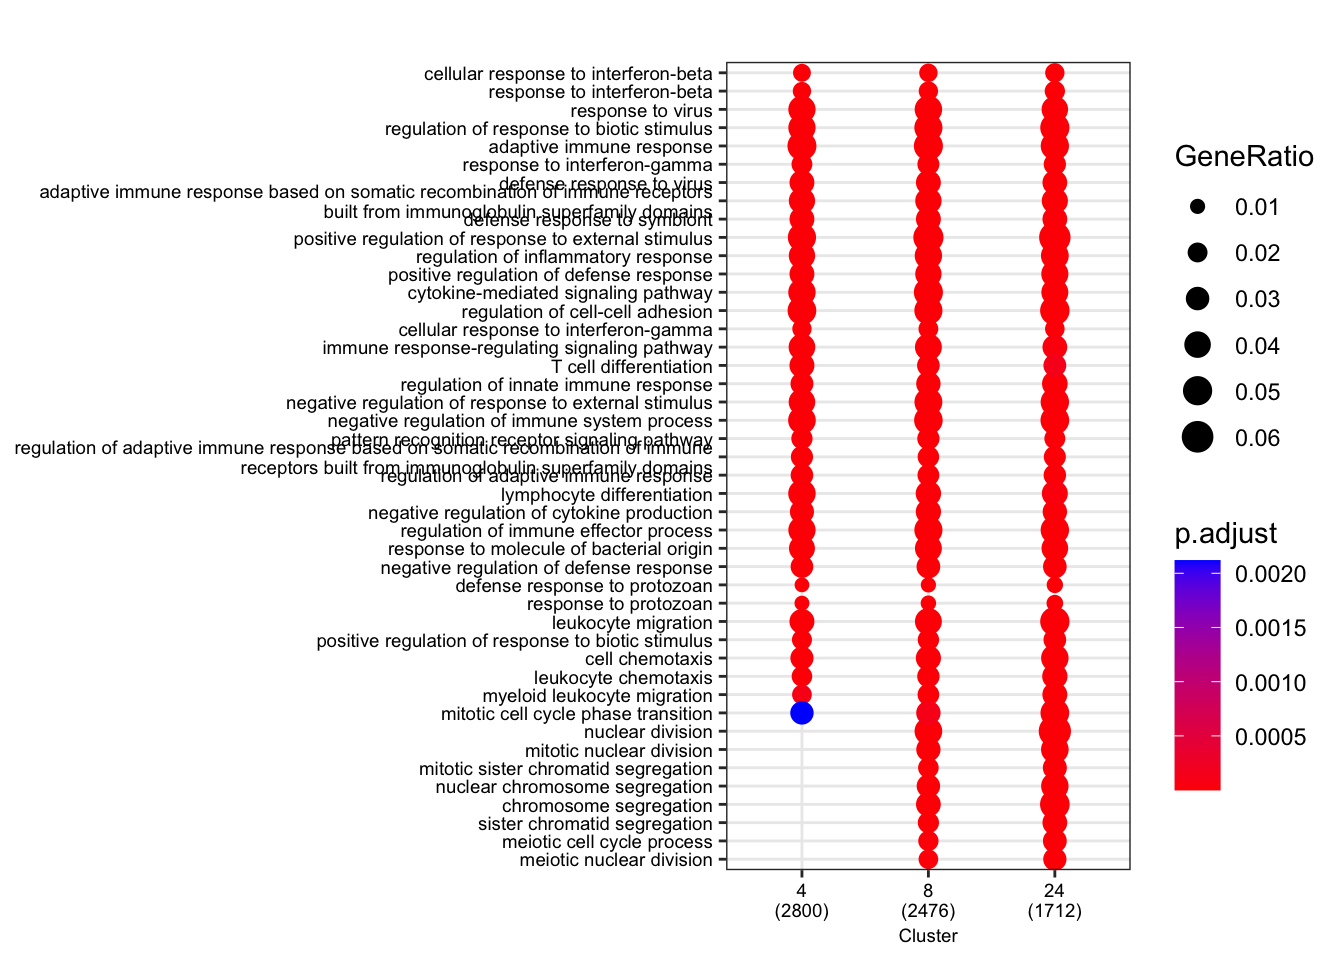 cellular response to interferon-beta
response to interferon-beta
response to virus
regulation of response to biotic stimulus
adaptive immune response
response to interferon-gamma
defense response to virus
adaptive immune response based on somatic recombination of immune receptors
built from immunoglobulin superfamily domains
defense response to symbiont
positive regulation of response to external stimulus
regulation of inflammatory response
positive regulation of defense response
cytokine-mediated signaling pathway
regulation of cell-cell adhesion
cellular response to interferon-gamma
immune response-regulating signaling pathway
T cell differentiation
regulation of innate immune response
negative regulation of response to external stimulus
negative regulation of immune system process
pattern recognition receptor signaling pathway
regulation of adaptive immune response based on somatic recombination of immune
receptors built from immunoglobulin superfamily domains
regulation of adaptive immune response
lymphocyte differentiation
negative regulation of cytokine production
regulation of immune effector process
response to molecule of bacterial origin
negative regulation of defense response
defense response to protozoan
response to protozoan
leukocyte migration
positive regulation of response to biotic stimulus
cell chemotaxis
leukocyte chemotaxis
myeloid leukocyte migration
mitotic cell cycle phase transition
nuclear division
mitotic nuclear division
mitotic sister chromatid segregation
nuclear chromosome segregation
chromosome segregation
sister chromatid segregation
meiotic cell cycle process
meiotic nuclear division
4 8 24
(2800) (2476) (1712)
Cluster
GeneRatio
0.01
0.02
0.03
0.04
0.05
0.06
p.adjust
0.0020
0.0015
0.0010
0.0005